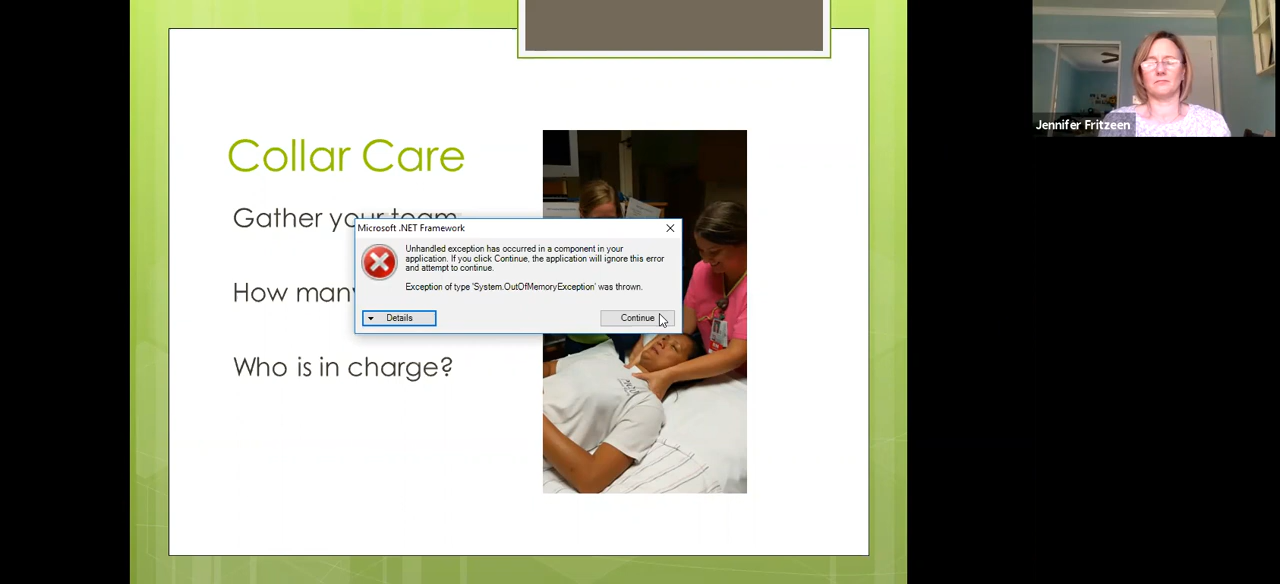 Collar Care
Gather your team
Microsoft .NET Framework
Unhandled exception has occurred in a component in your
application. If you click Continue, the application will ignore this error
and attempt to continue.
Exception of type 'System.OutOfMemoryException' was thrown.
How many
Details
Continue
Who is in charge?
Jennifer Fritzeen